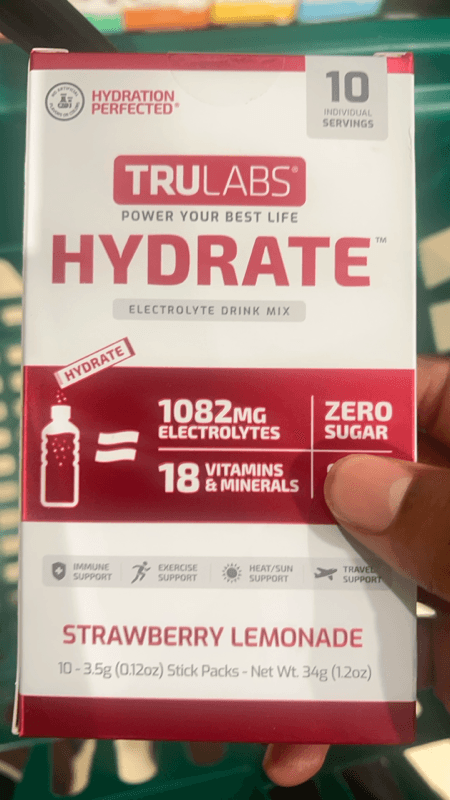 HYDRATION
PERFECTED®
10
INDIVIDUAL
SERVINGS
TRULABS®
POWER YOUR BEST LIFE
HYDRATE™
ELECTROLYTE DRINK MIX
HYDRATE
1082MG
ELECTROLYTES
ZERO
SUGAR
18 VITAMINS
& MINERALS
IMMUNE
SUPPORT
EXERCISE
SUPPORT
HEAT/SUN
SUPPORT
TRAVEL
SUPPORT
STRAWBERRY LEMONADE
10 - 3.5g (0.12oz) Stick Packs - Net Wt. 34g (1.2oz)